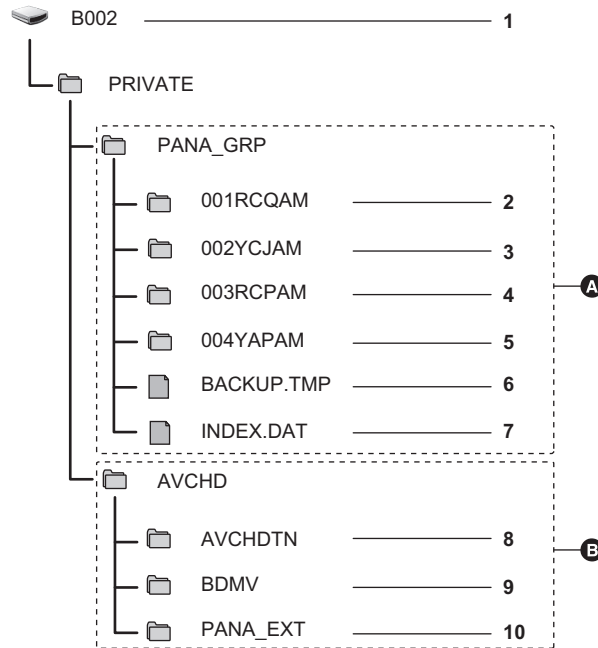 B002 1
PRIVATE
PANA_GRP
001RCQAM 2
002YCJAM 3
003RCPAM 4
A
004YAPAM 5
BACKUP.TMP 6
INDEX.DAT 7
AVCHD
AVCHDTN 8
B
BDMV 9
PANA_EXT 10